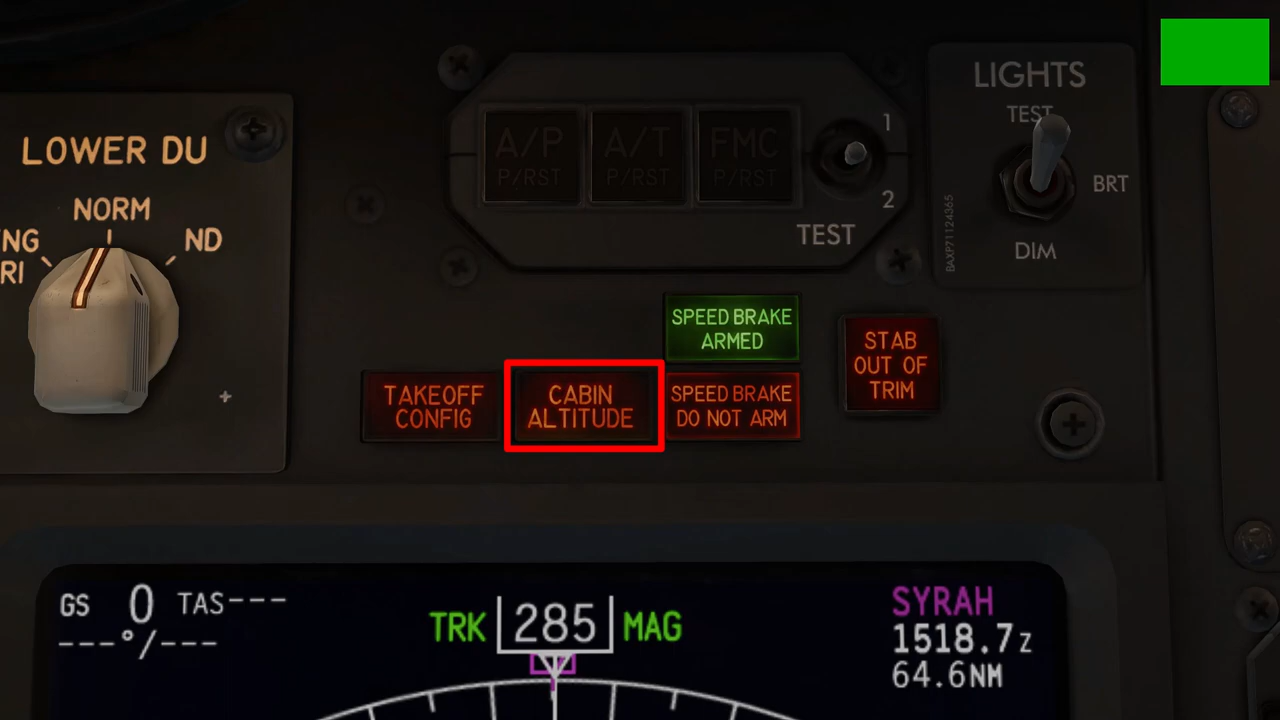 LOWER DU
NORM
ND
NG
RI
A/P
P/RST
A/T
P/RST
FMC
P/RST
1
2
TEST
LIGHTS
TEST
BRT
DIM
BAXP71124365
SPEED BRAKE
ARMED
STAB
OUT OF
TRIM
TAKEOFF
CONFIG
CABIN
ALTITUDE
SPEED BRAKE
DO NOT ARM
GS 0 TAS---
---°/---
TRK 285 MAG
SYRAH
1518.7Z
64.6NM